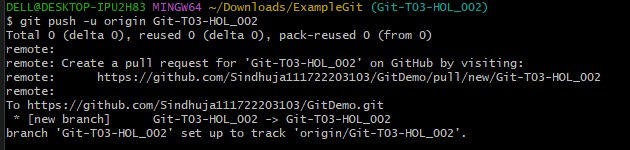 DELL@DESKTOP-IPU2H83 MINGW64 ~/Downloads/ExampleGit (Git-T03-HOL_002)
$ git push -u origin Git-T03-HOL_002
Total 0 (delta 0), reused 0 (delta 0), pack-reused 0 (from 0)
remote:
remote: Create a pull request for 'Git-T03-HOL_002' on GitHub by visiting:
remote:      https://github.com/Sindhuja111722203103/GitDemo/pull/new/Git-T03-HOL_002
remote:
To https://github.com/Sindhuja111722203103/GitDemo.git
 * [new branch]      Git-T03-HOL_002 -> Git-T03-HOL_002
branch 'Git-T03-HOL_002' set up to track 'origin/Git-T03-HOL_002'.